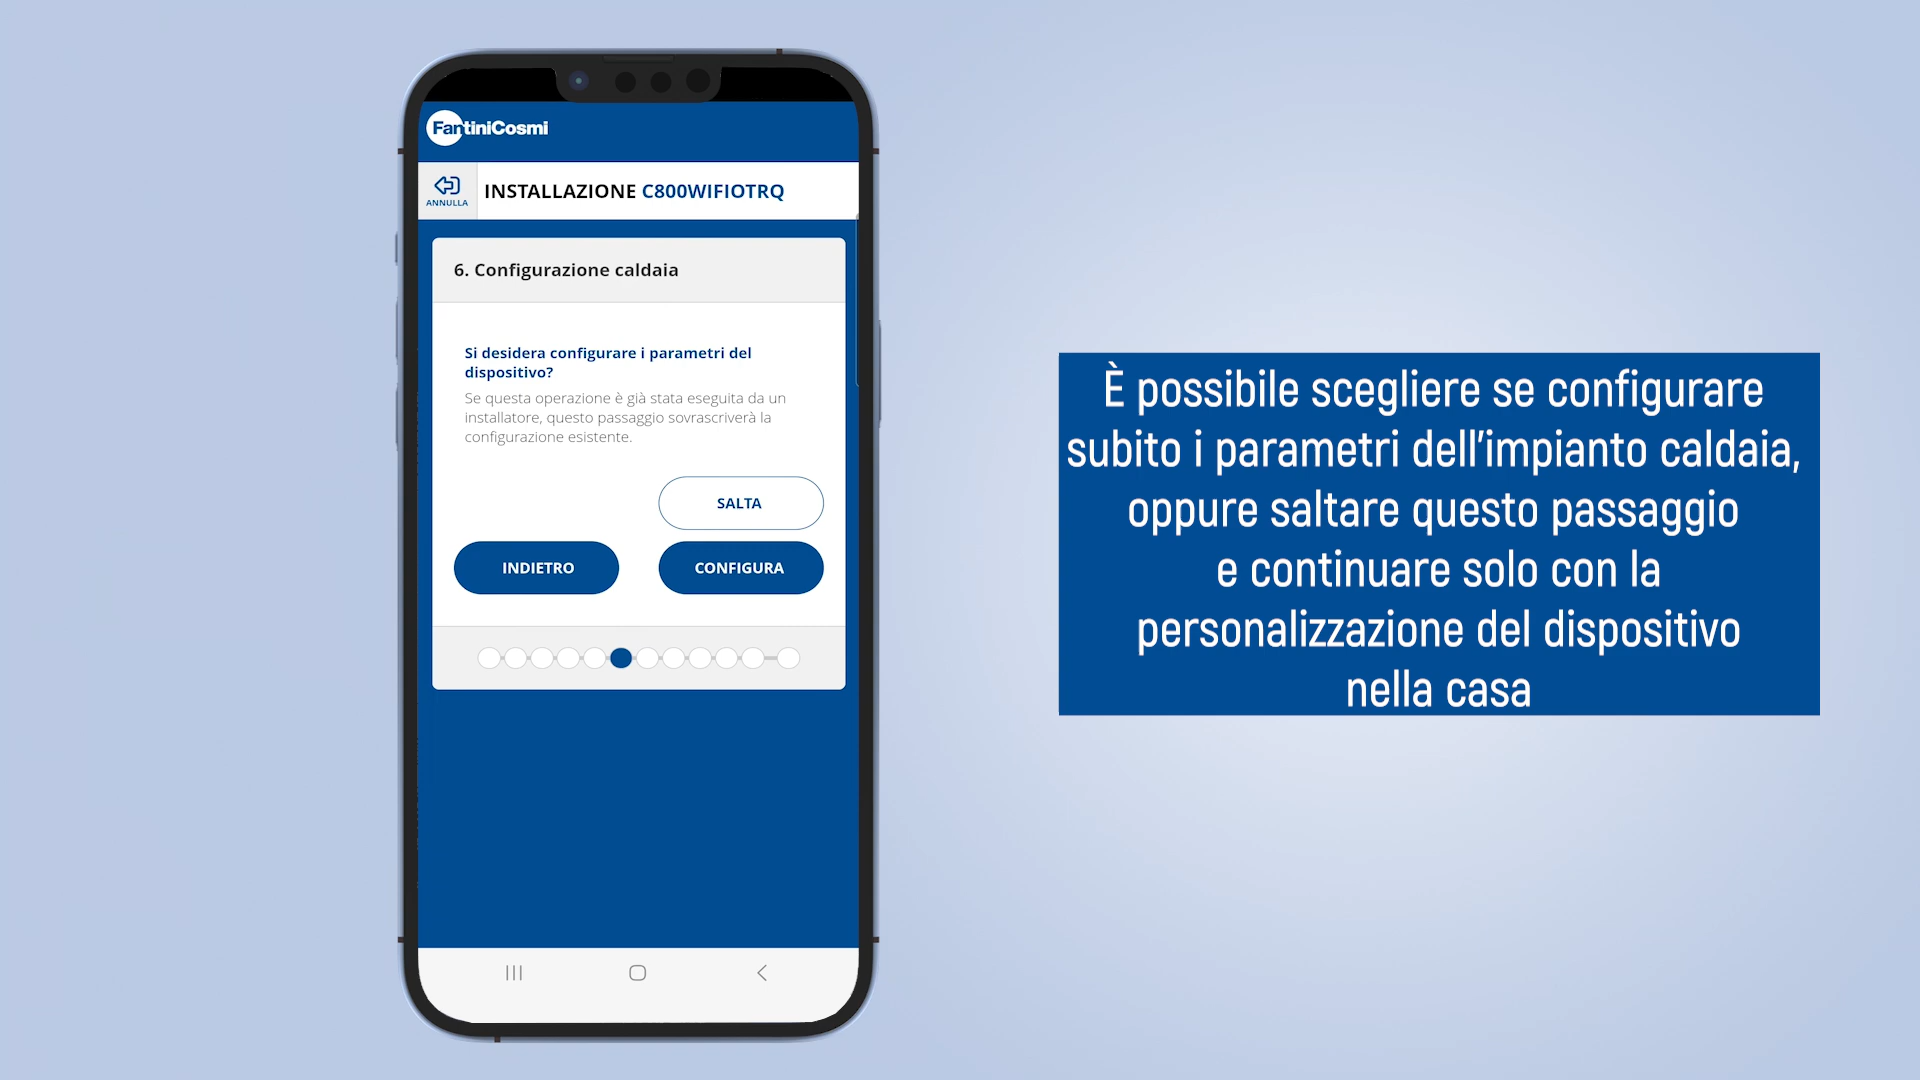 FantiniCosmi
ANNULLA
INSTALLAZIONE C800WIFIOTRQ
6. Configurazione caldaia
Si desidera configurare i parametri del
dispositivo?
Se questa operazione è già stata eseguita da un
installatore, questo passaggio sovrascriverà la
configurazione esistente.
SALTA
INDIETRO
CONFIGURA
È possibile scegliere se configurare
subito i parametri dell'impianto caldaia,
oppure saltare questo passaggio
e continuare solo con la
personalizzazione del dispositivo
nella casa